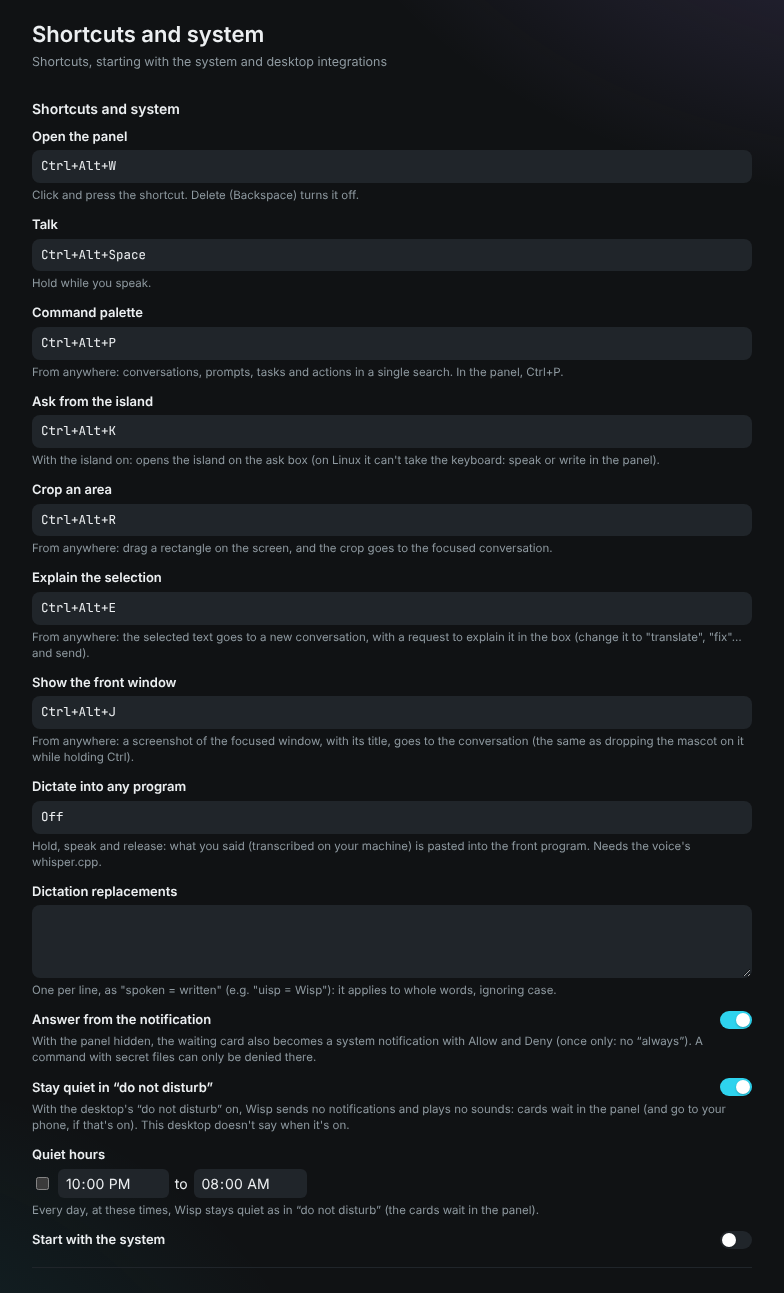 Shortcuts and system
Shortcuts, starting with the system and desktop integrations
Shortcuts and system
Open the panel
Ctrl+Alt+W
Click and press the shortcut. Delete (Backspace) turns it off.
Talk
Ctrl+Alt+Space
Hold while you speak.
Command palette
Ctrl+Alt+P
From anywhere: conversations, prompts, tasks and actions in a single search. In the panel, Ctrl+P.
Ask from the island
Ctrl+Alt+K
With the island on: opens the island on the ask box (on Linux it can't take the keyboard: speak or write in the panel).
Crop an area
Ctrl+Alt+R
From anywhere: drag a rectangle on the screen, and the crop goes to the focused conversation.
Explain the selection
Ctrl+Alt+E
From anywhere: the selected text goes to a new conversation, with a request to explain it in the box (change it to "translate", "fix"…
and send).
Show the front window
Ctrl+Alt+J
From anywhere: a screenshot of the focused window, with its title, goes to the conversation (the same as dropping the mascot on it
while holding Ctrl).
Dictate into any program
Off
Hold, speak and release: what you said (transcribed on your machine) is pasted into the front program. Needs the voice's
whisper.cpp.
Dictation replacements
One per line, as "spoken = written" (e.g. "uisp = Wisp"): it applies to whole words, ignoring case.
Answer from the notification
With the panel hidden, the waiting card also becomes a system notification with Allow and Deny (once only: no “always”). A
command with secret files can only be denied there.
Stay quiet in “do not disturb”
With the desktop's “do not disturb” on, Wisp sends no notifications and plays no sounds: cards wait in the panel (and go to your
phone, if that's on). This desktop doesn't say when it's on.
Quiet hours
10:00 PM to 08:00 AM
Every day, at these times, Wisp stays quiet as in “do not disturb” (the cards wait in the panel).
Start with the system